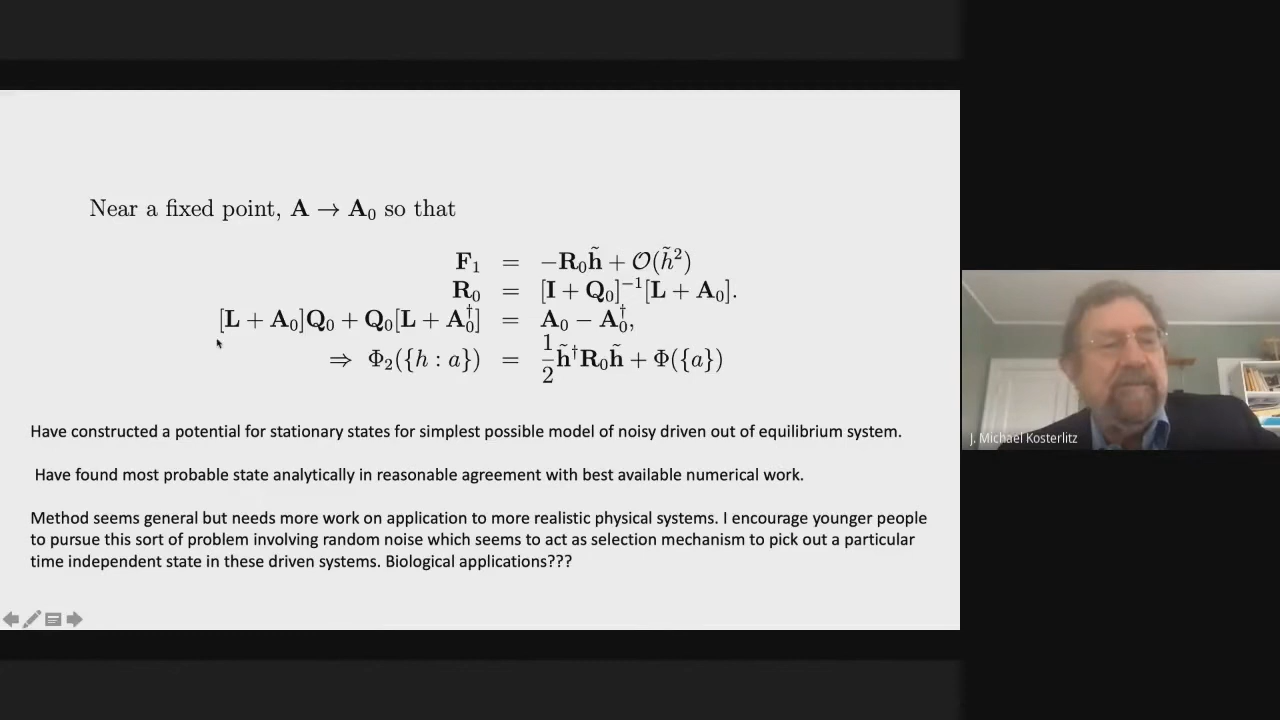 Near a fixed point, A → A₀ so that
F₁ = −R₀h̃ + 𝒪(h̃²)
R₀ = [I + Q₀]⁻¹[L + A₀].
[L + A₀]Q₀ + Q₀[L + A₀†] = A₀ − A₀†,
⇒ Φ₂({h : a}) = 1/2 h̃†R₀h̃ + Φ({a})
Have constructed a potential for stationary states for simplest possible model of noisy driven out of equilibrium system.
Have found most probable state analytically in reasonable agreement with best available numerical work.
Method seems general but needs more work on application to more realistic physical systems. I encourage younger people
to pursue this sort of problem involving random noise which seems to act as selection mechanism to pick out a particular
time independent state in these driven systems. Biological applications???
J. Michael Kosterlitz